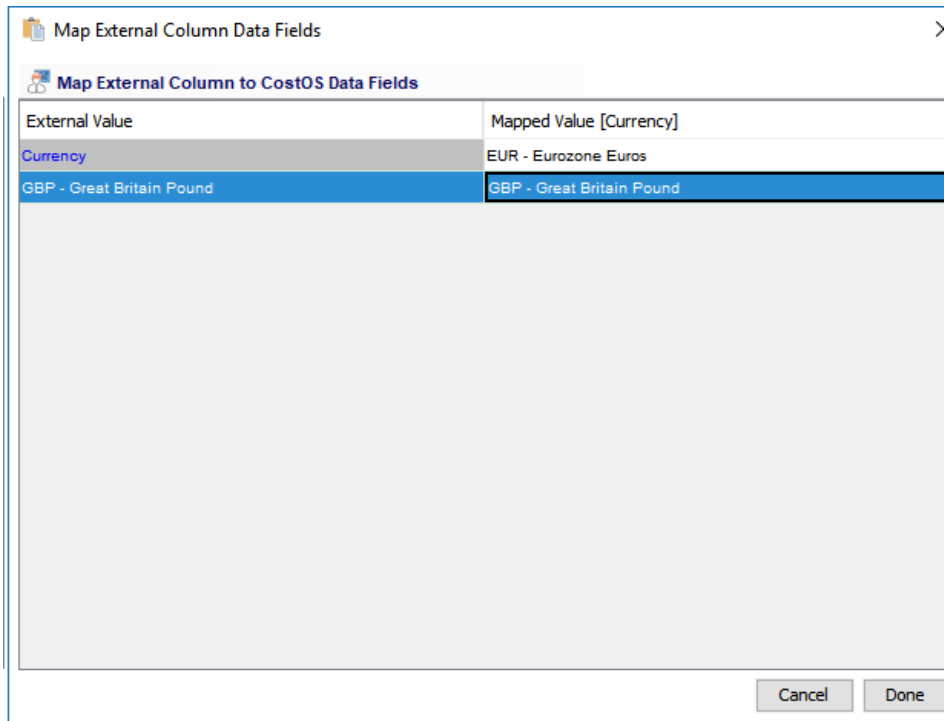 Map External Column Data Fields
Map External Column to CostOS Data Fields
External Value Mapped Value [Currency]
Currency EUR - Eurozone Euros
GBP - Great Britain Pound GBP - Great Britain Pound
Cancel Done